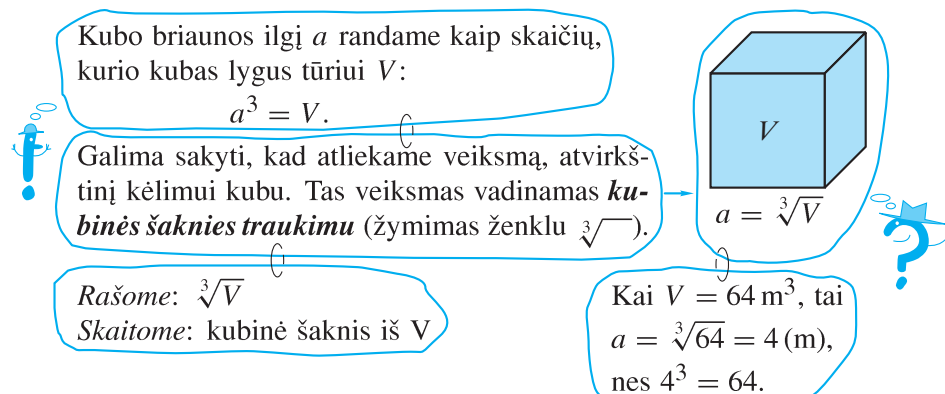 Kubo briaunos ilgį a randame kaip skaičių,
kurio kubas lygus tūriui V:
a³ = V.
Galima sakyti, kad atliekame veiksmą, atvirkš-
tinį kėlimui kubu. Tas veiksmas vadinamas ku-
binės šaknies traukimu (žymimas ženklu ∛ ).
Rašome: ∛V
Skaitome: kubinė šaknis iš V
V
a = ∛V
Kai V = 64 m³, tai
a = ∛64 = 4 (m),
nes 4³ = 64.